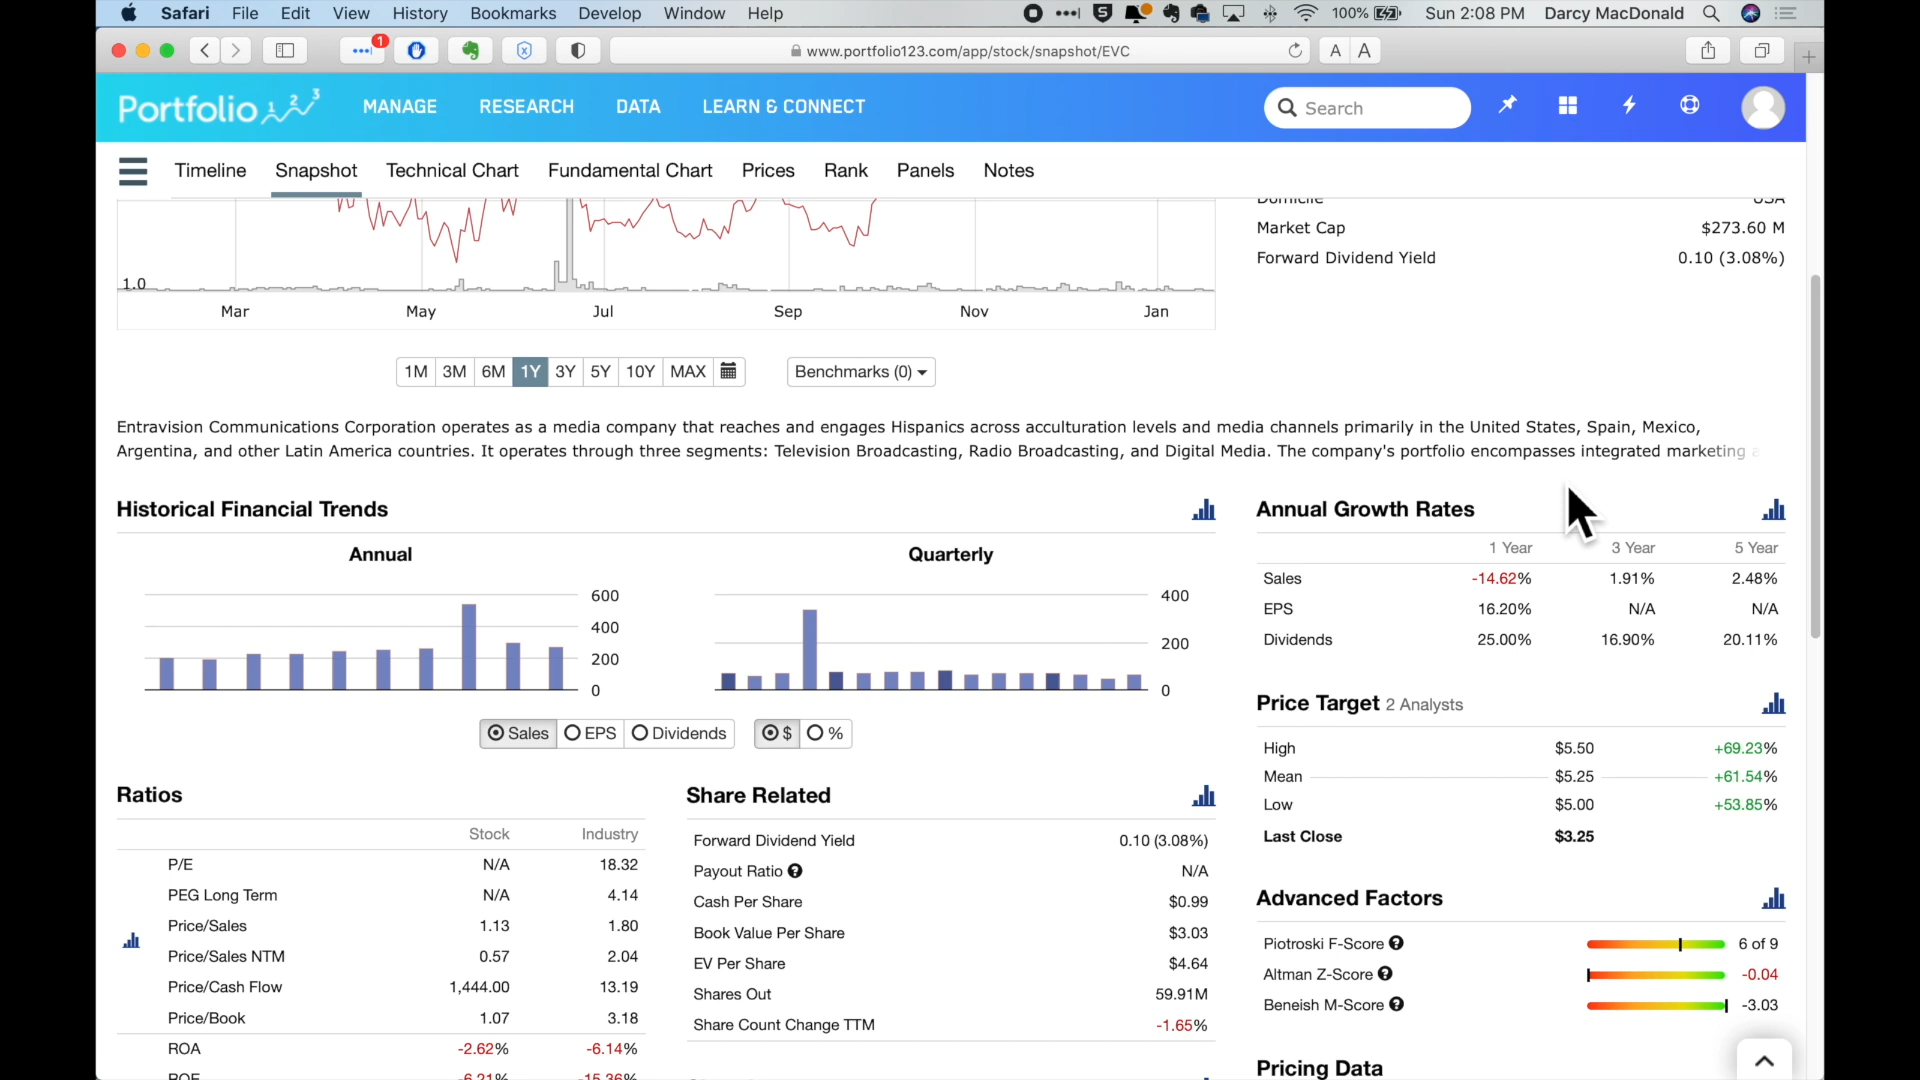 Safari File Edit View History Bookmarks Develop Window Help 100% Sun 2:08 PM Darcy MacDonald
1 www.portfolio123.com/app/stock/snapshot/EVC A A
Portfolio123 MANAGE RESEARCH DATA LEARN & CONNECT Search
Timeline Snapshot Technical Chart Fundamental Chart Prices Rank Panels Notes
Domicile USA
Market Cap $273.60 M
Forward Dividend Yield 0.10 (3.08%)
1.0
Mar May Jul Sep Nov Jan
1M 3M 6M 1Y 3Y 5Y 10Y MAX Benchmarks (0)
Entravision Communications Corporation operates as a media company that reaches and engages Hispanics across acculturation levels and media channels primarily in the United States, Spain, Mexico,
Argentina, and other Latin America countries. It operates through three segments: Television Broadcasting, Radio Broadcasting, and Digital Media. The company's portfolio encompasses integrated marketing a
Historical Financial Trends
Annual Quarterly
600
400
200
0
400
200
0
Sales EPS Dividends $ %
Annual Growth Rates
1 Year 3 Year 5 Year
Sales -14.62% 1.91% 2.48%
EPS 16.20% N/A N/A
Dividends 25.00% 16.90% 20.11%
Price Target 2 Analysts
High $5.50 +69.23%
Mean $5.25 +61.54%
Low $5.00 +53.85%
Last Close $3.25
Ratios
Stock Industry
P/E N/A 18.32
PEG Long Term N/A 4.14
Price/Sales 1.13 1.80
Price/Sales NTM 0.57 2.04
Price/Cash Flow 1,444.00 13.19
Price/Book 1.07 3.18
ROA -2.62% -6.14%
ROE -6.21% -15.36%
Share Related
Forward Dividend Yield 0.10 (3.08%)
Payout Ratio N/A
Cash Per Share $0.99
Book Value Per Share $3.03
EV Per Share $4.64
Shares Out 59.91M
Share Count Change TTM -1.65%
Advanced Factors
Piotroski F-Score 6 of 9
Altman Z-Score -0.04
Beneish M-Score -3.03
Pricing Data